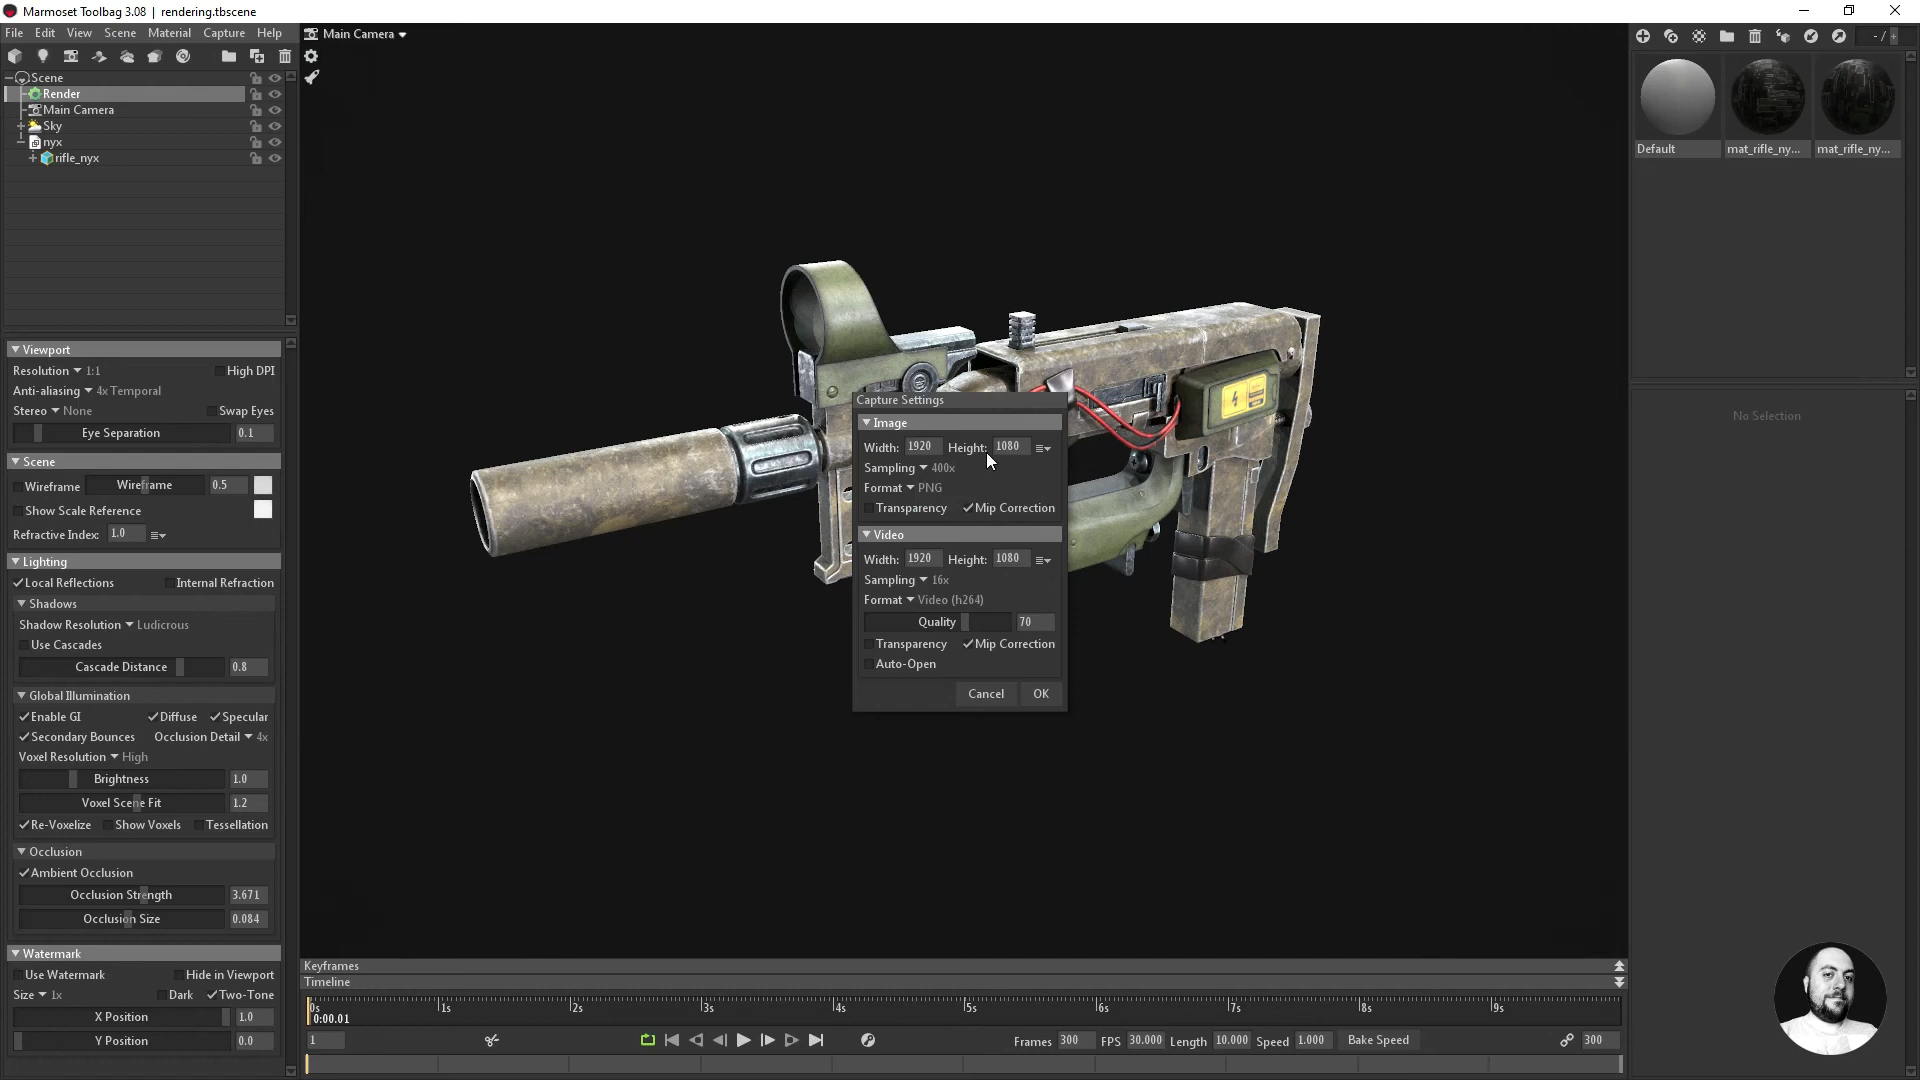 Marmoset Toolbag 3.08 | rendering.tbscene
File Edit View Scene Material Capture Help
Main Camera
- / +
Scene
Render
Main Camera
Sky
nyx
rifle_nyx
Default mat_rifle_ny... mat_rifle_ny...
No Selection
Viewport
Resolution 1:1 High DPI
Anti-aliasing 4x Temporal
Stereo None Swap Eyes
Eye Separation 0.1
Scene
Wireframe Wireframe 0.5
Show Scale Reference
Refractive Index: 1.0
Lighting
Local Reflections Internal Refraction
Shadows
Shadow Resolution Ludicrous
Use Cascades
Cascade Distance 0.8
Global Illumination
Enable GI Diffuse Specular
Secondary Bounces Occlusion Detail 4x
Voxel Resolution High
Brightness 1.0
Voxel Scene Fit 1.2
Re-Voxelize Show Voxels Tessellation
Occlusion
Ambient Occlusion
Occlusion Strength 3.671
Occlusion Size 0.084
Watermark
Use Watermark Hide in Viewport
Size 1x Dark Two-Tone
X Position 1.0
Y Position 0.0
Capture Settings
Image
Width: 1920 Height: 1080
Sampling 400x
Format PNG
Transparency Mip Correction
Video
Width: 1920 Height: 1080
Sampling 16x
Format Video (h264)
Quality 70
Transparency Mip Correction
Auto-Open
Cancel OK
Keyframes
Timeline
0s 1s 2s 3s 4s 5s 6s 7s 8s 9s
0:00.01
1 Frames 300 FPS 30.000 Length 10.000 Speed 1.000 Bake Speed 300